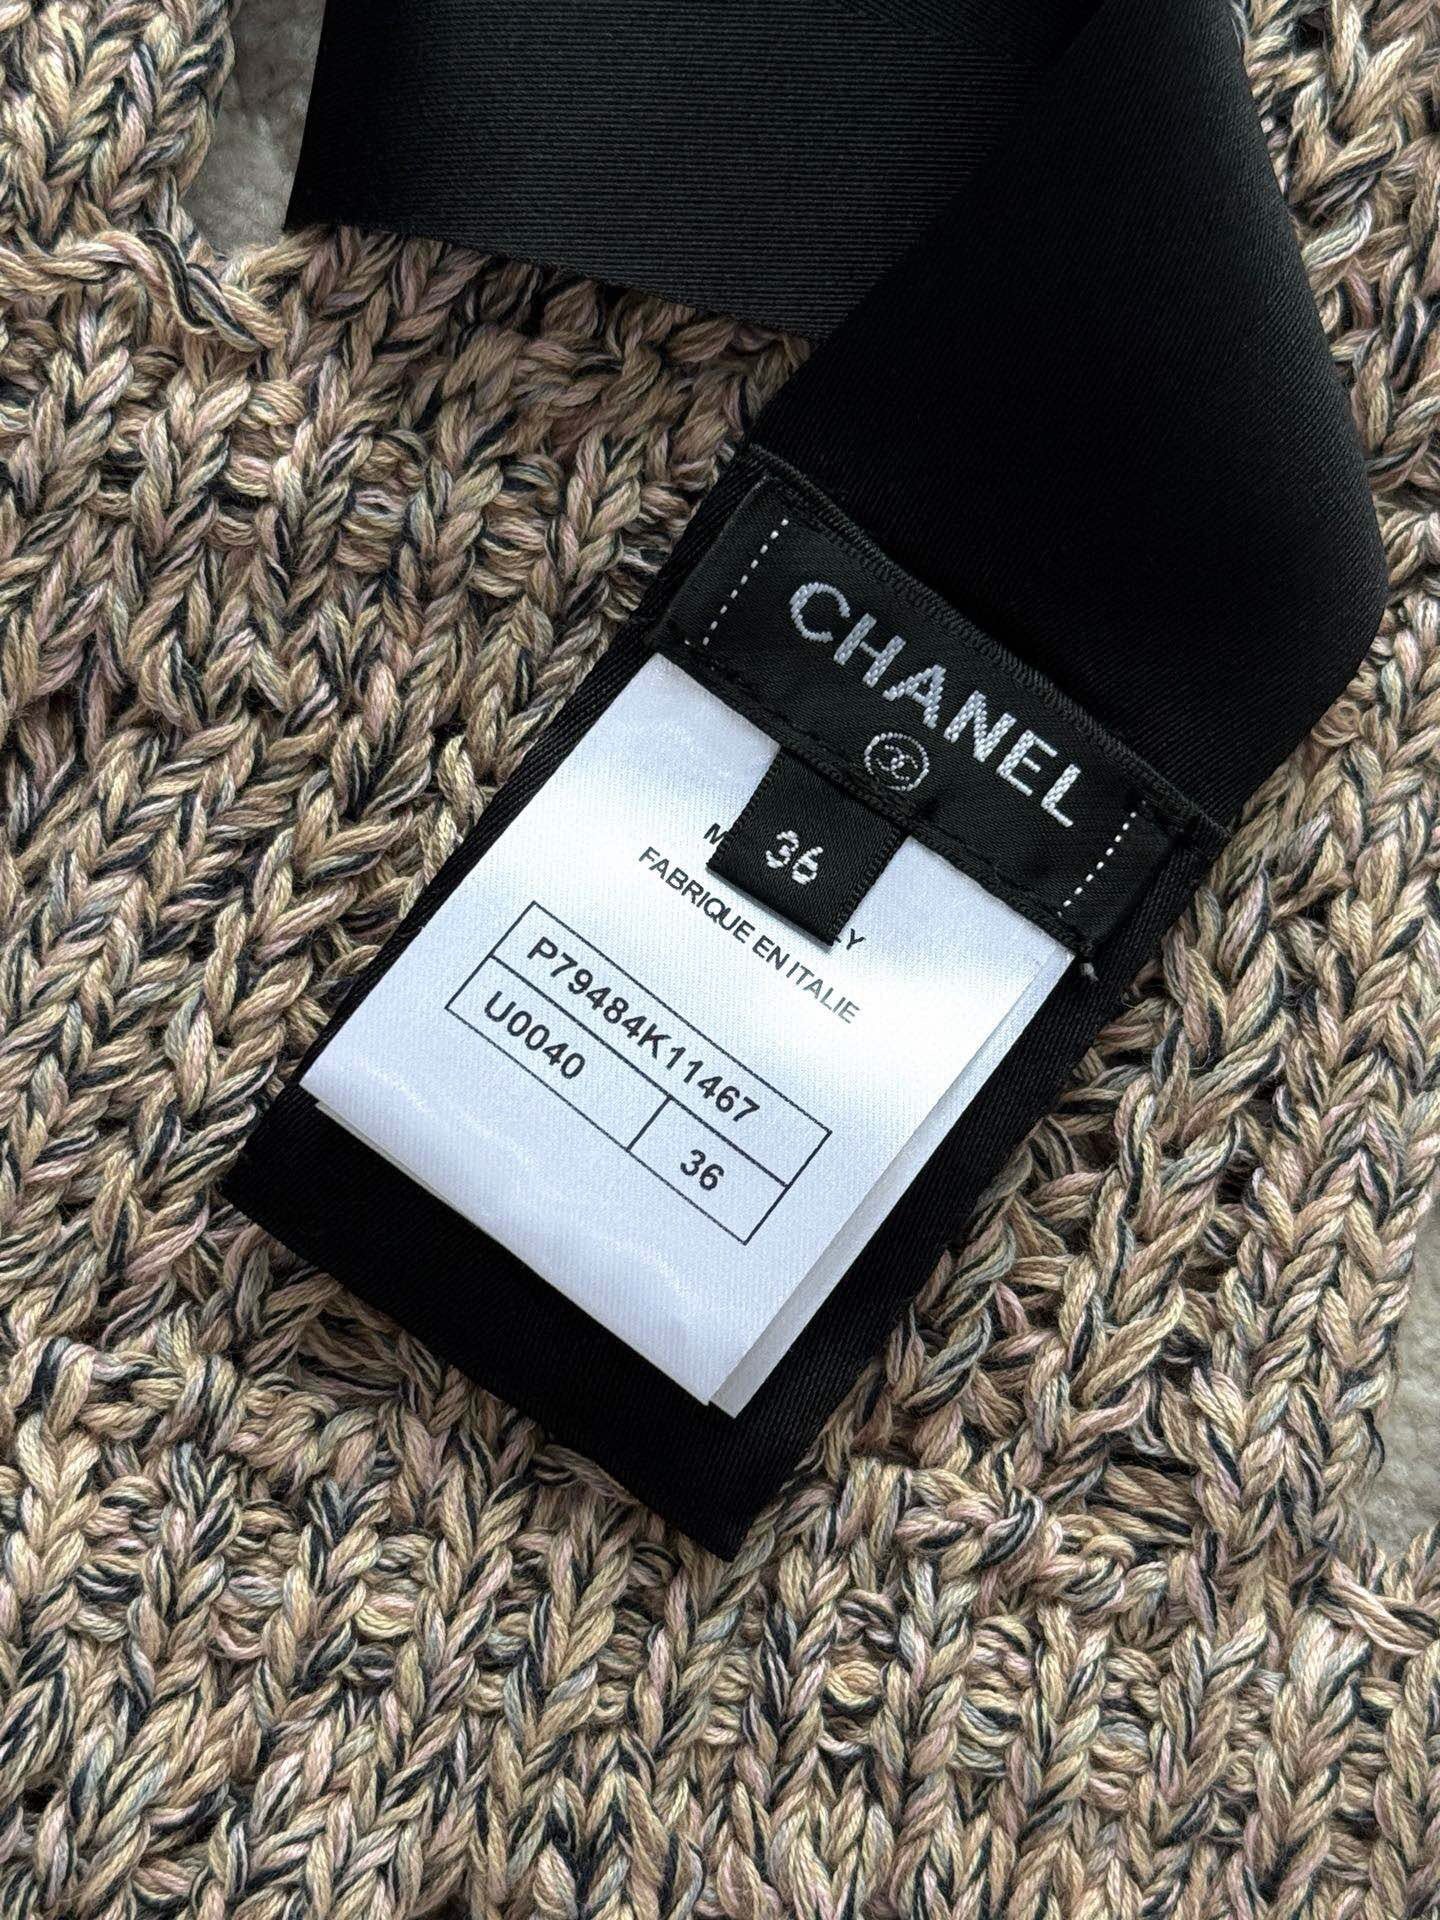 CHANEL
36
FABRIQUE EN ITALIE
P79484K11467
U0040
36